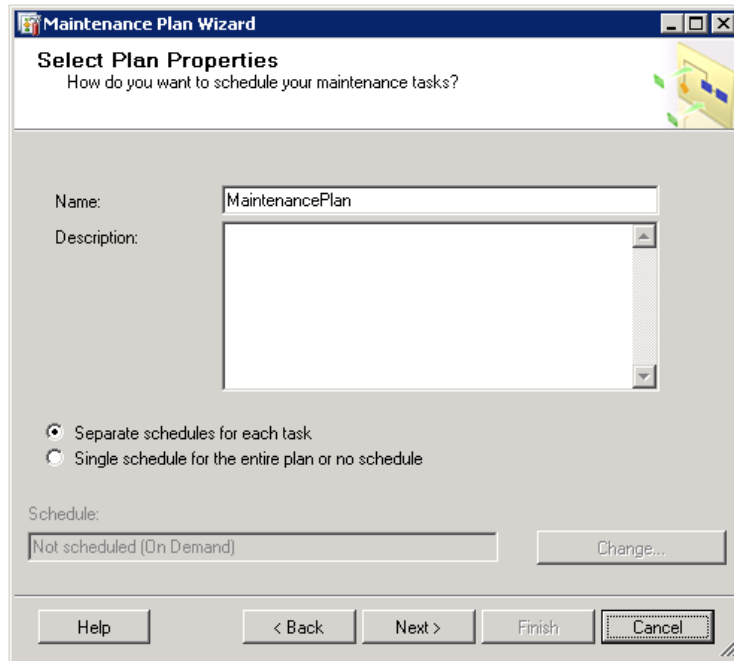 Maintenance Plan Wizard
Select Plan Properties
How do you want to schedule your maintenance tasks?
Name:
MaintenancePlan
Description:
Separate schedules for each task
Single schedule for the entire plan or no schedule
Schedule:
Not scheduled (On Demand)
Change...
Help
< Back
Next >
Finish
Cancel